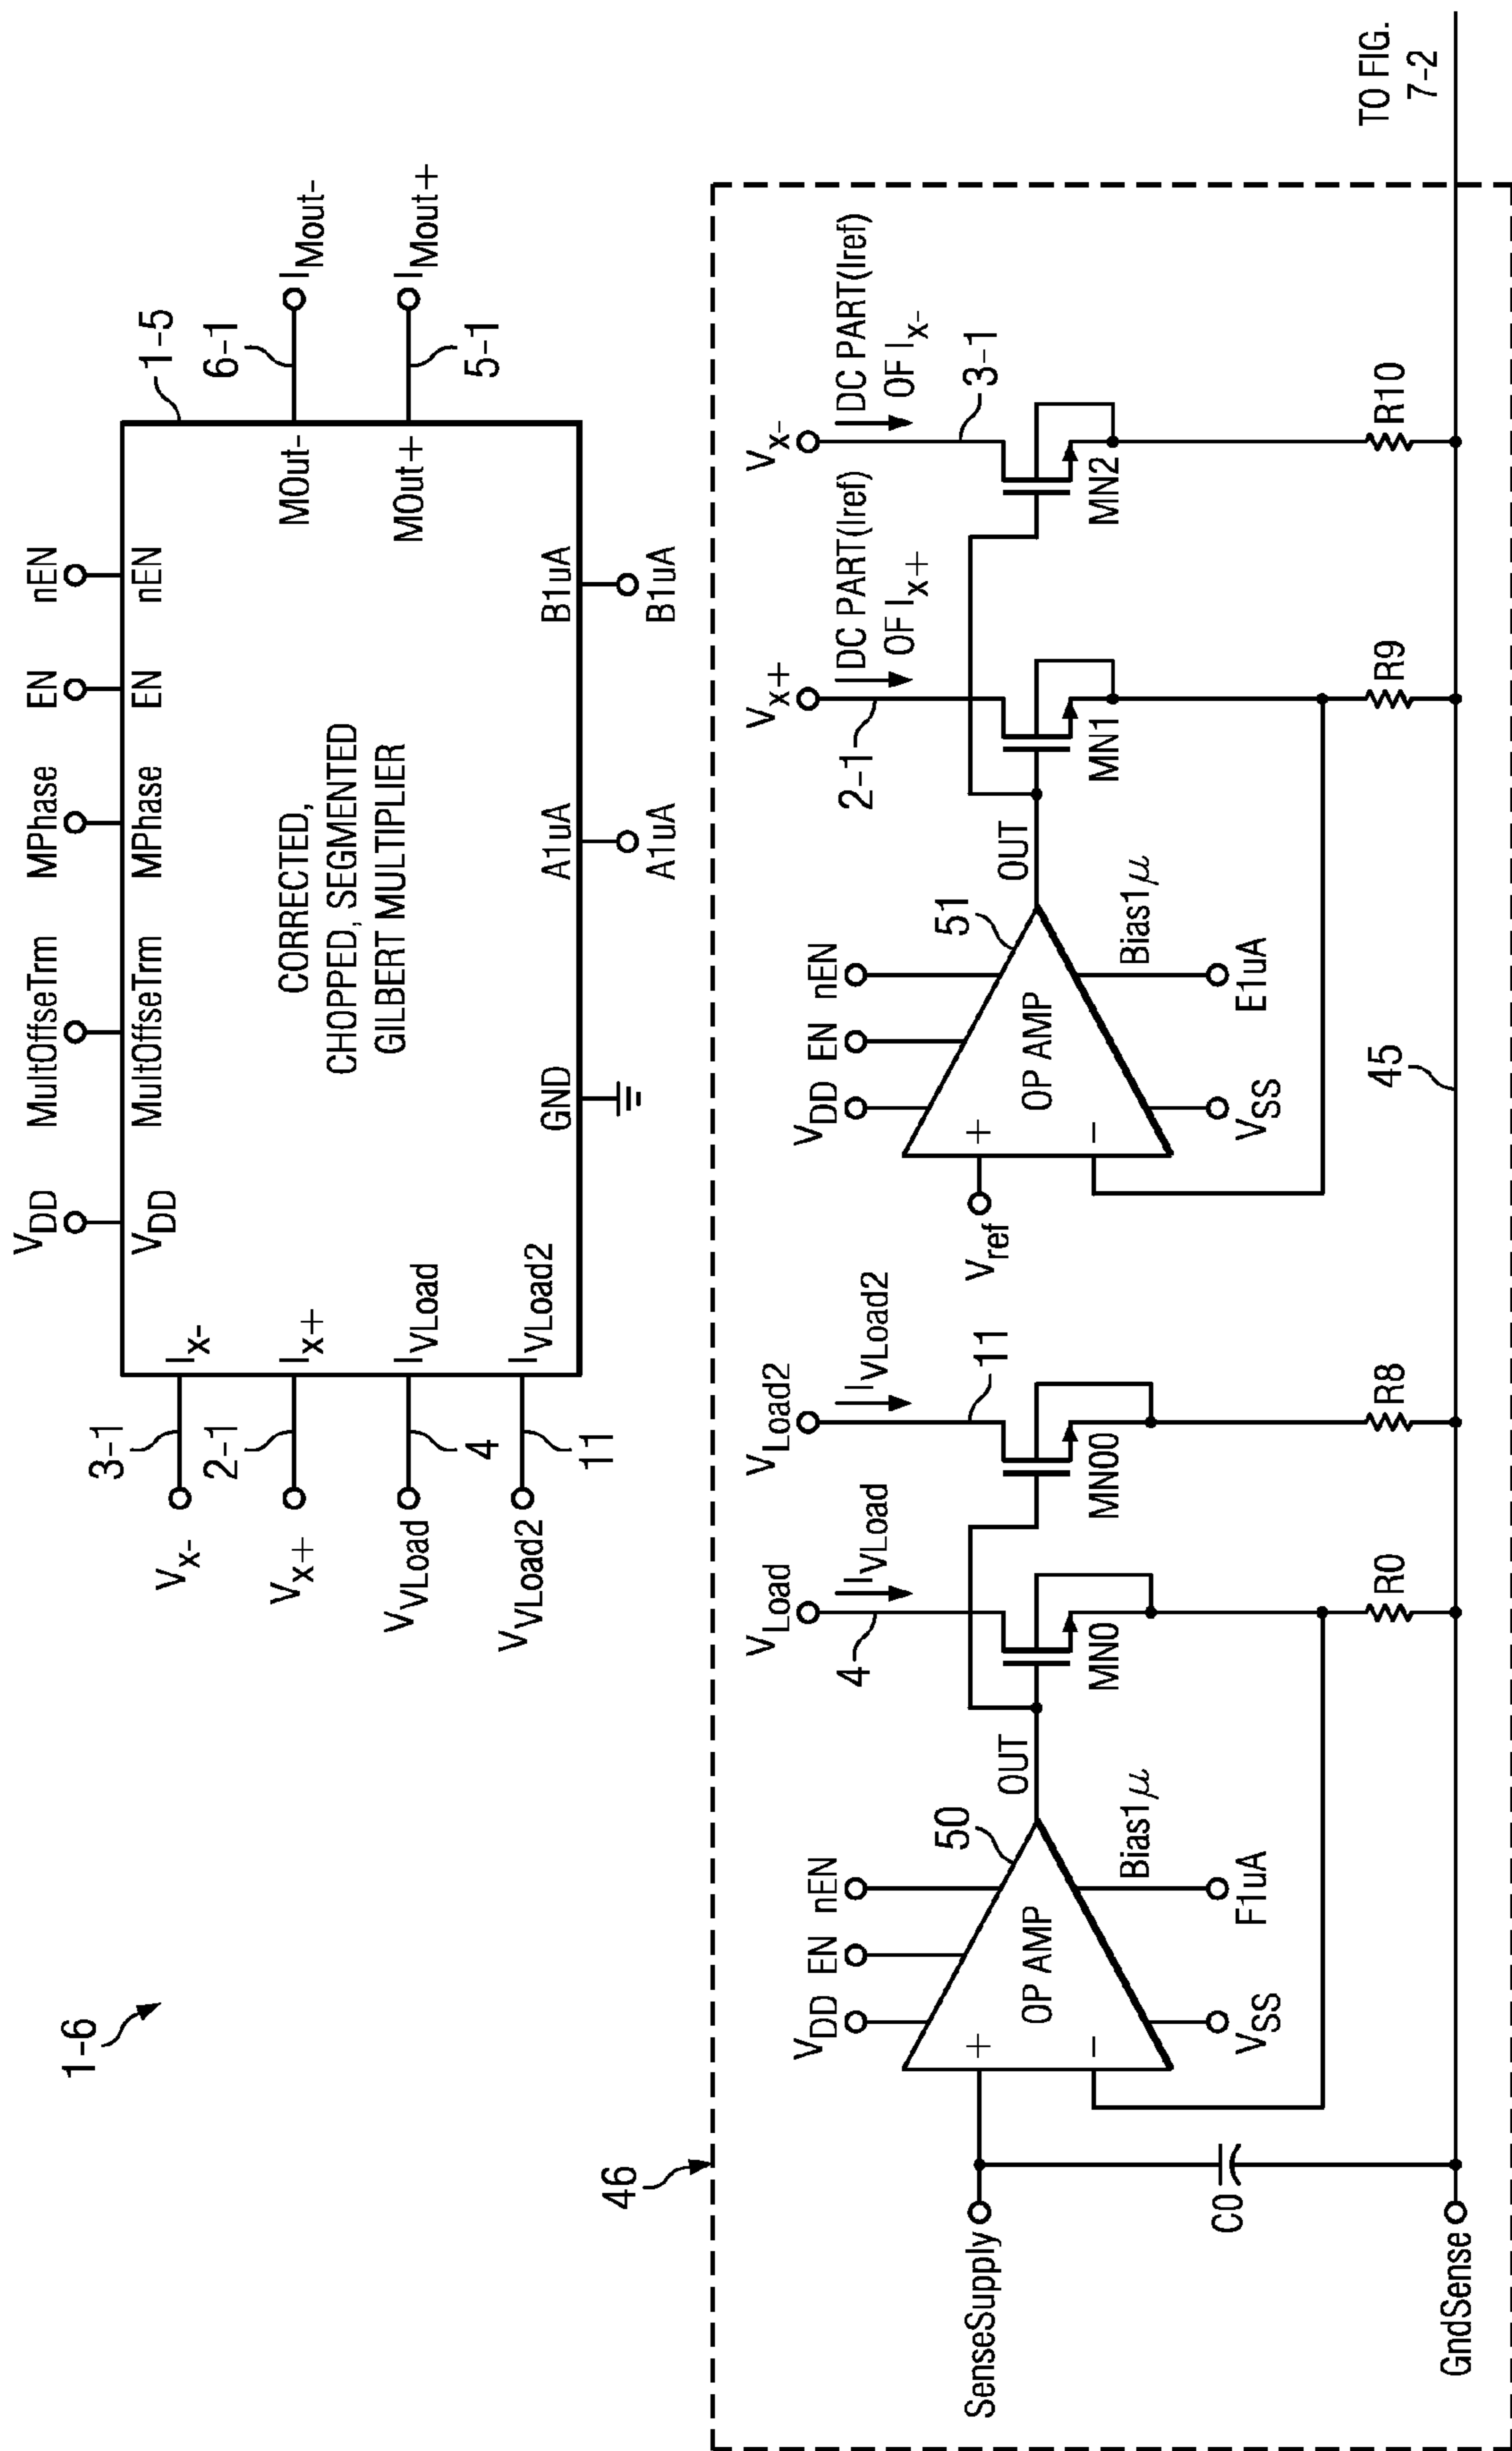 1-6
V_DD
MultOffseTrm
MPhase
EN
nEN
V_DD
MultOffseTrm
MPhase
EN
nEN
1-5
V_x-
3-1
I_x-
V_x+
2-1
I_x+
V_VLoad
4
I_VLoad
V_VLoad2
11
I_VLoad2
CORRECTED,
CHOPPED, SEGMENTED
GILBERT MULTIPLIER
MOut-
6-1
I_Mout-
MOut+
5-1
I_Mout+
GND
A1uA
B1uA
A1uA
B1uA
46
SenseSupply
C0
GndSense
V_DD
EN
nEN
50
+
-
OP AMP
OUT
Bias1μ
V_SS
F1uA
V_Load
4
I_VLoad
MN0
R0
V_Load2
I_VLoad2
11
MN00
R8
V_ref
V_DD
EN
nEN
51
+
-
OP AMP
OUT
Bias1μ
V_SS
E1uA
45
V_x+
2-1
DC PART(Iref)
OF I_x+
MN1
R9
V_x-
DC PART(Iref)
OF I_x-
3-1
MN2
R10
TO FIG.
7-2